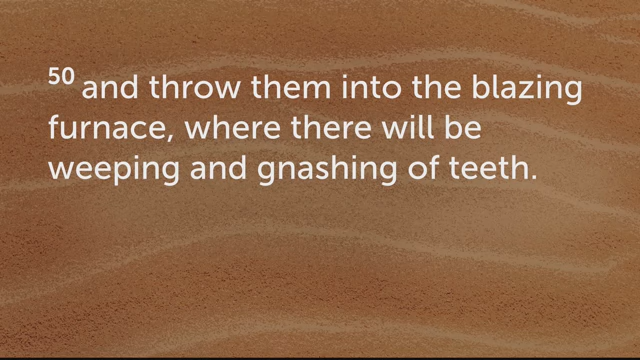 50 and throw them into the blazing
furnace, where there will be
weeping and gnashing of teeth.